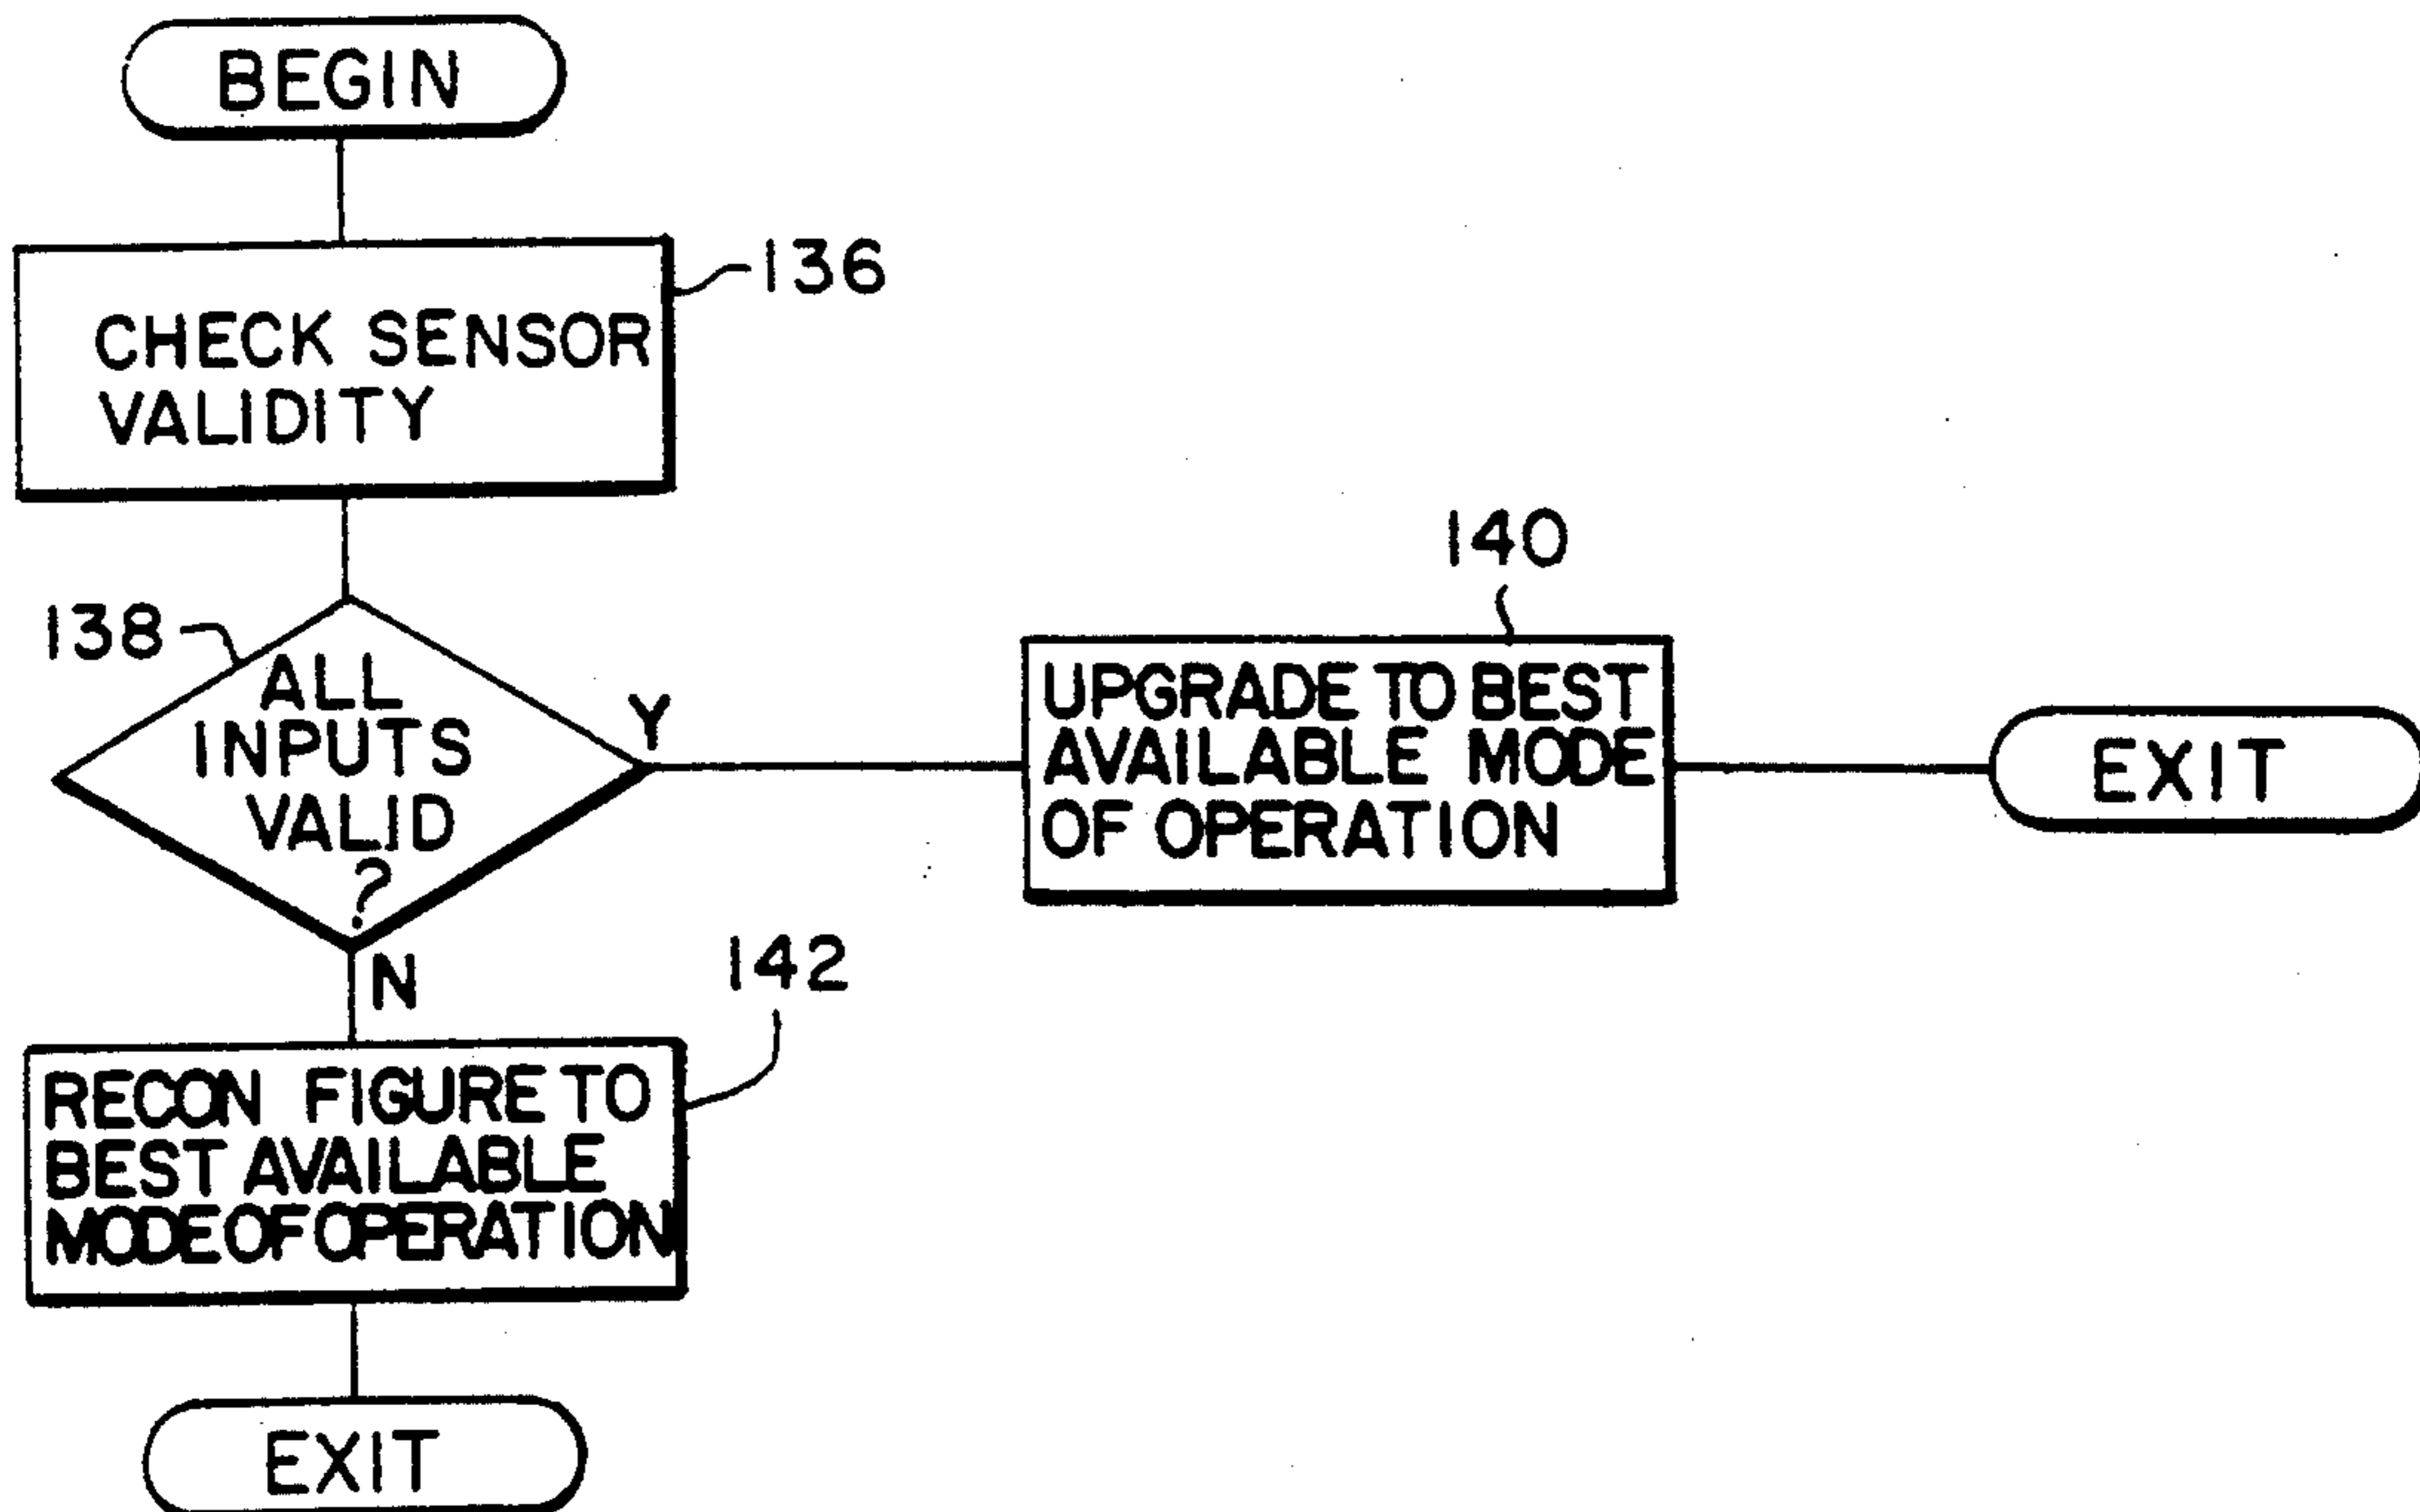 BEGIN
136
CHECK SENSOR
VALIDITY
138
ALL
INPUTS
VALID
?
Y
N
140
UPGRADE TO BEST
AVAILABLE MODE
OF OPERATION
EXIT
142
RECON FIGURE TO
BEST AVAILABLE
MODE OF OPERATION
EXIT